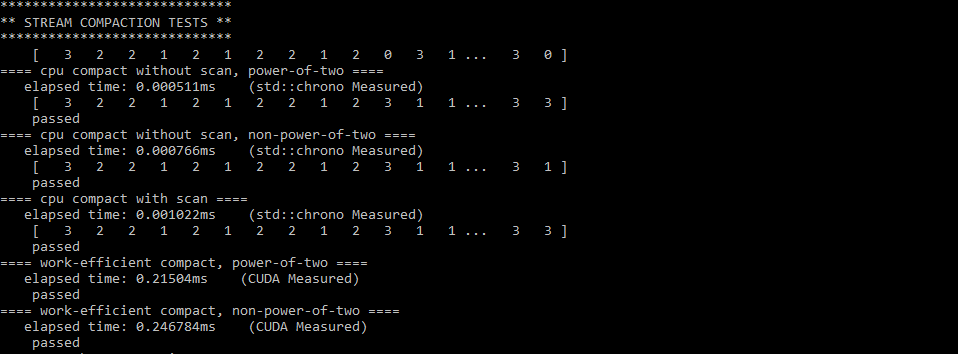 *****************************
** STREAM COMPACTION TESTS **
*****************************
    [   3   2   2   1   2   1   2   2   1   2   0   3   1 ...   3   0 ]
==== cpu compact without scan, power-of-two ====
   elapsed time: 0.000511ms    (std::chrono Measured)
    [   3   2   2   1   2   1   2   2   1   2   3   1   1 ...   3   3 ]
    passed
==== cpu compact without scan, non-power-of-two ====
   elapsed time: 0.000766ms    (std::chrono Measured)
    [   3   2   2   1   2   1   2   2   1   2   3   1   1 ...   3   1 ]
    passed
==== cpu compact with scan ====
   elapsed time: 0.001022ms    (std::chrono Measured)
    [   3   2   2   1   2   1   2   2   1   2   3   1   1 ...   3   3 ]
    passed
==== work-efficient compact, power-of-two ====
   elapsed time: 0.21504ms    (CUDA Measured)
    passed
==== work-efficient compact, non-power-of-two ====
   elapsed time: 0.246784ms    (CUDA Measured)
    passed